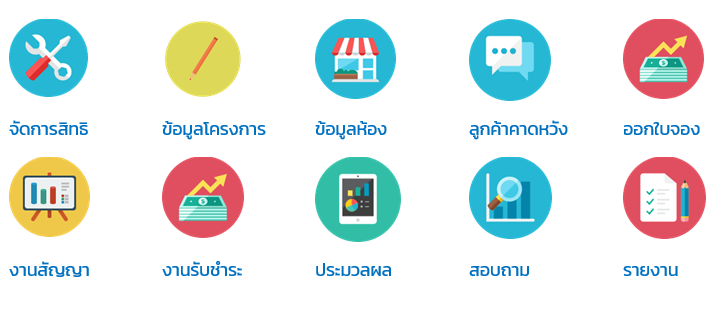 จัดการสิทธิ
ข้อมูลโครงการ
ข้อมูลห้อง
ลูกค้าคาดหวัง
ออกใบจอง
งานสัญญา
งานรับชำระ
ประมวลผล
สอบถาม
รายงาน